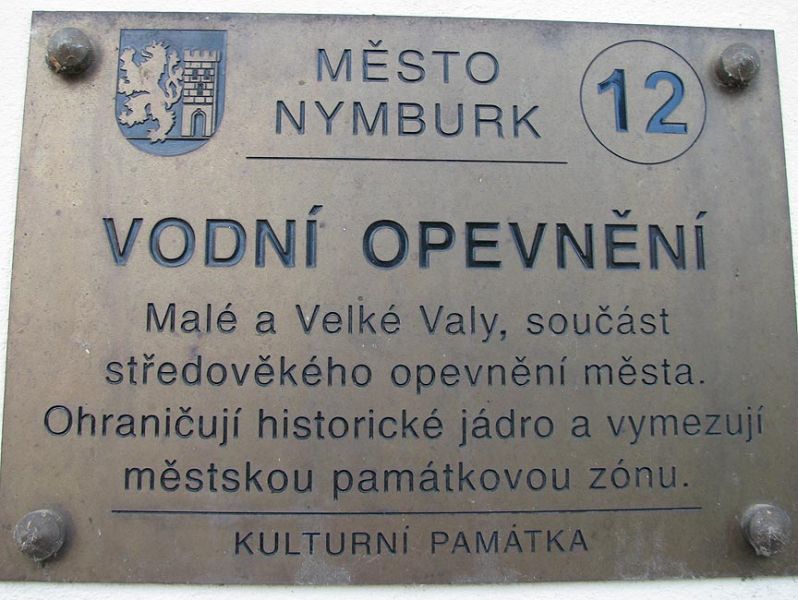 MĚSTO
NYMBURK
12
VODNÍ OPEVNĚNÍ
Malé a Velké Valy, součást
středověkého opevnění města.
Ohraničují historické jádro a vymezují
městskou památkovou zónu.
KULTURNÍ PAMÁTKA